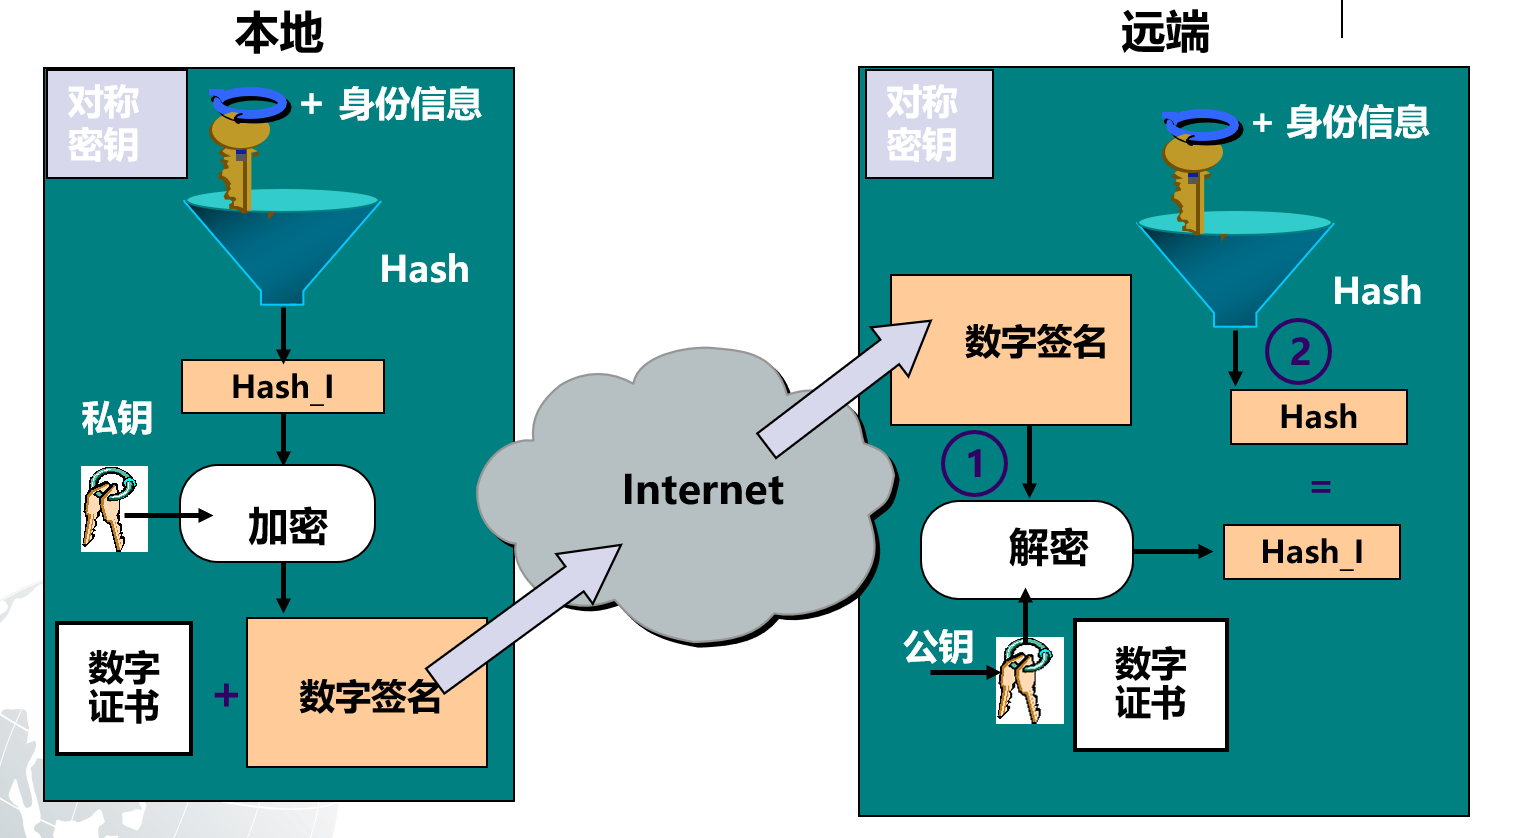 本地
对称
密钥
+ 身份信息
Hash
Hash_I
私钥
加密
数字
证书
+
数字签名
Internet
远端
对称
密钥
+ 身份信息
Hash
数字签名
2
Hash
1
=
解密
Hash_I
公钥
数字
证书